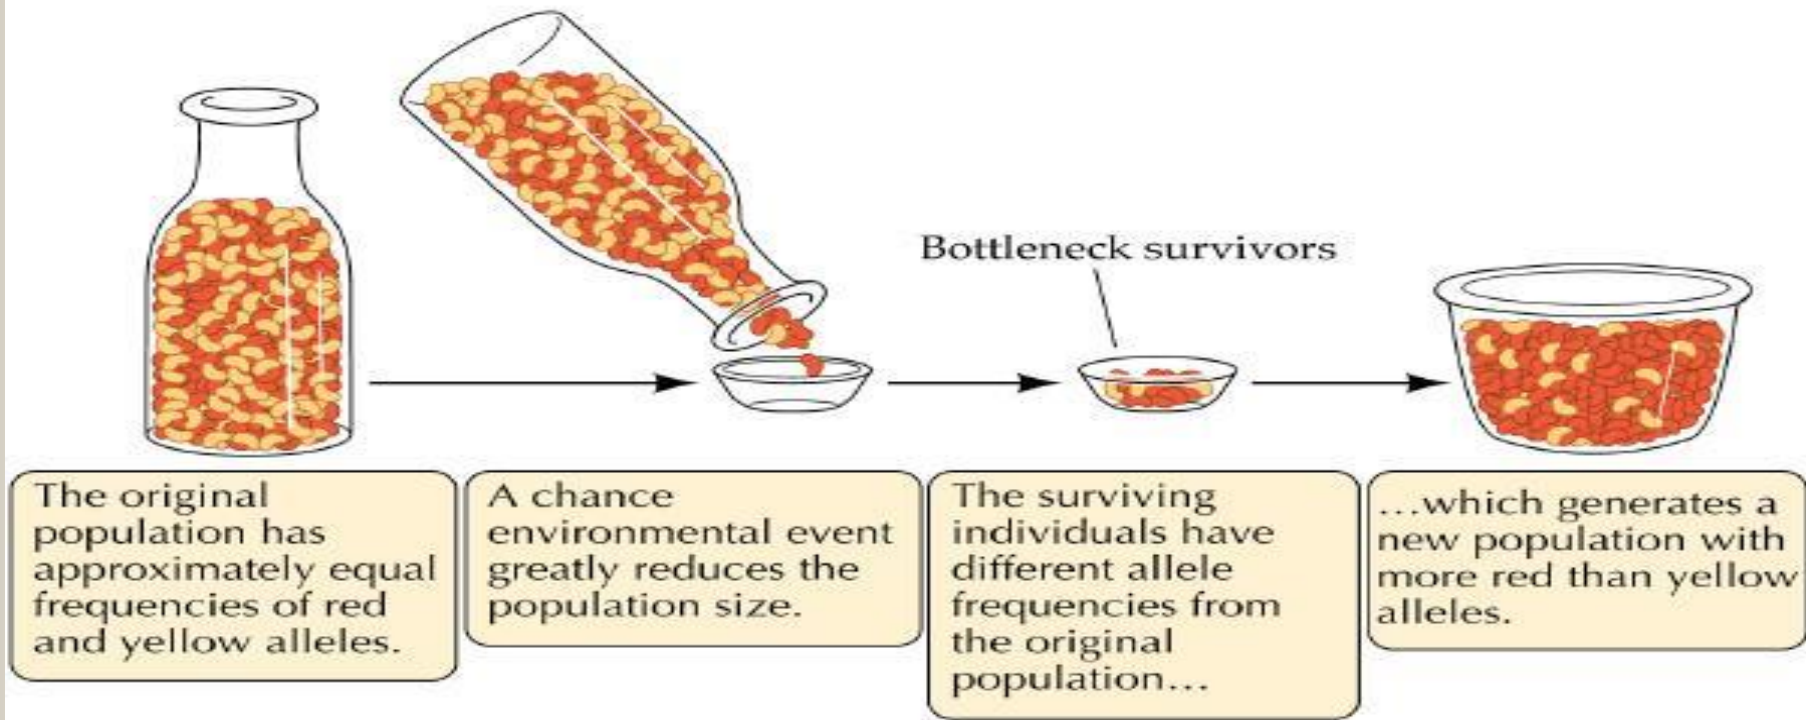 Bottleneck survivors
The original
population has
approximately equal
frequencies of red
and yellow alleles.
A chance
environmental event
greatly reduces the
population size.
The surviving
individuals have
different allele
frequencies from
the original
population...
...which generates a
new population with
more red than yellow
alleles.